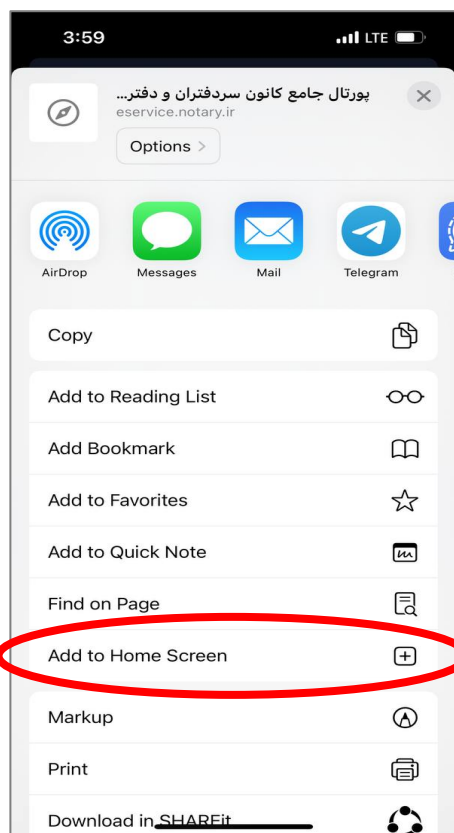 3:59 LTE
پورتال جامع کانون سردفتران و دفتر...
eservice.notary.ir
Options >
AirDrop Messages Mail Telegram
Copy
Add to Reading List
Add Bookmark
Add to Favorites
Add to Quick Note
Find on Page
Add to Home Screen
Markup
Print
Download in SHAREit